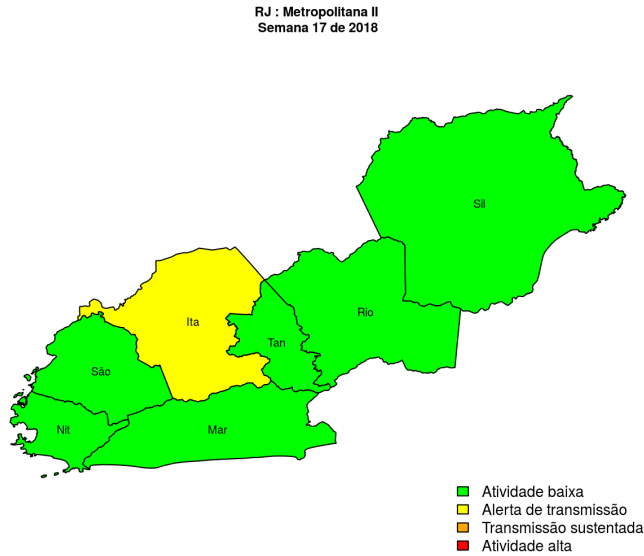 RJ : Metropolitana II
Semana 17 de 2018
Sil
Rio
Ita
Tan
São
Nit
Mar
Atividade baixa
Alerta de transmissão
Transmissão sustentada
Atividade alta